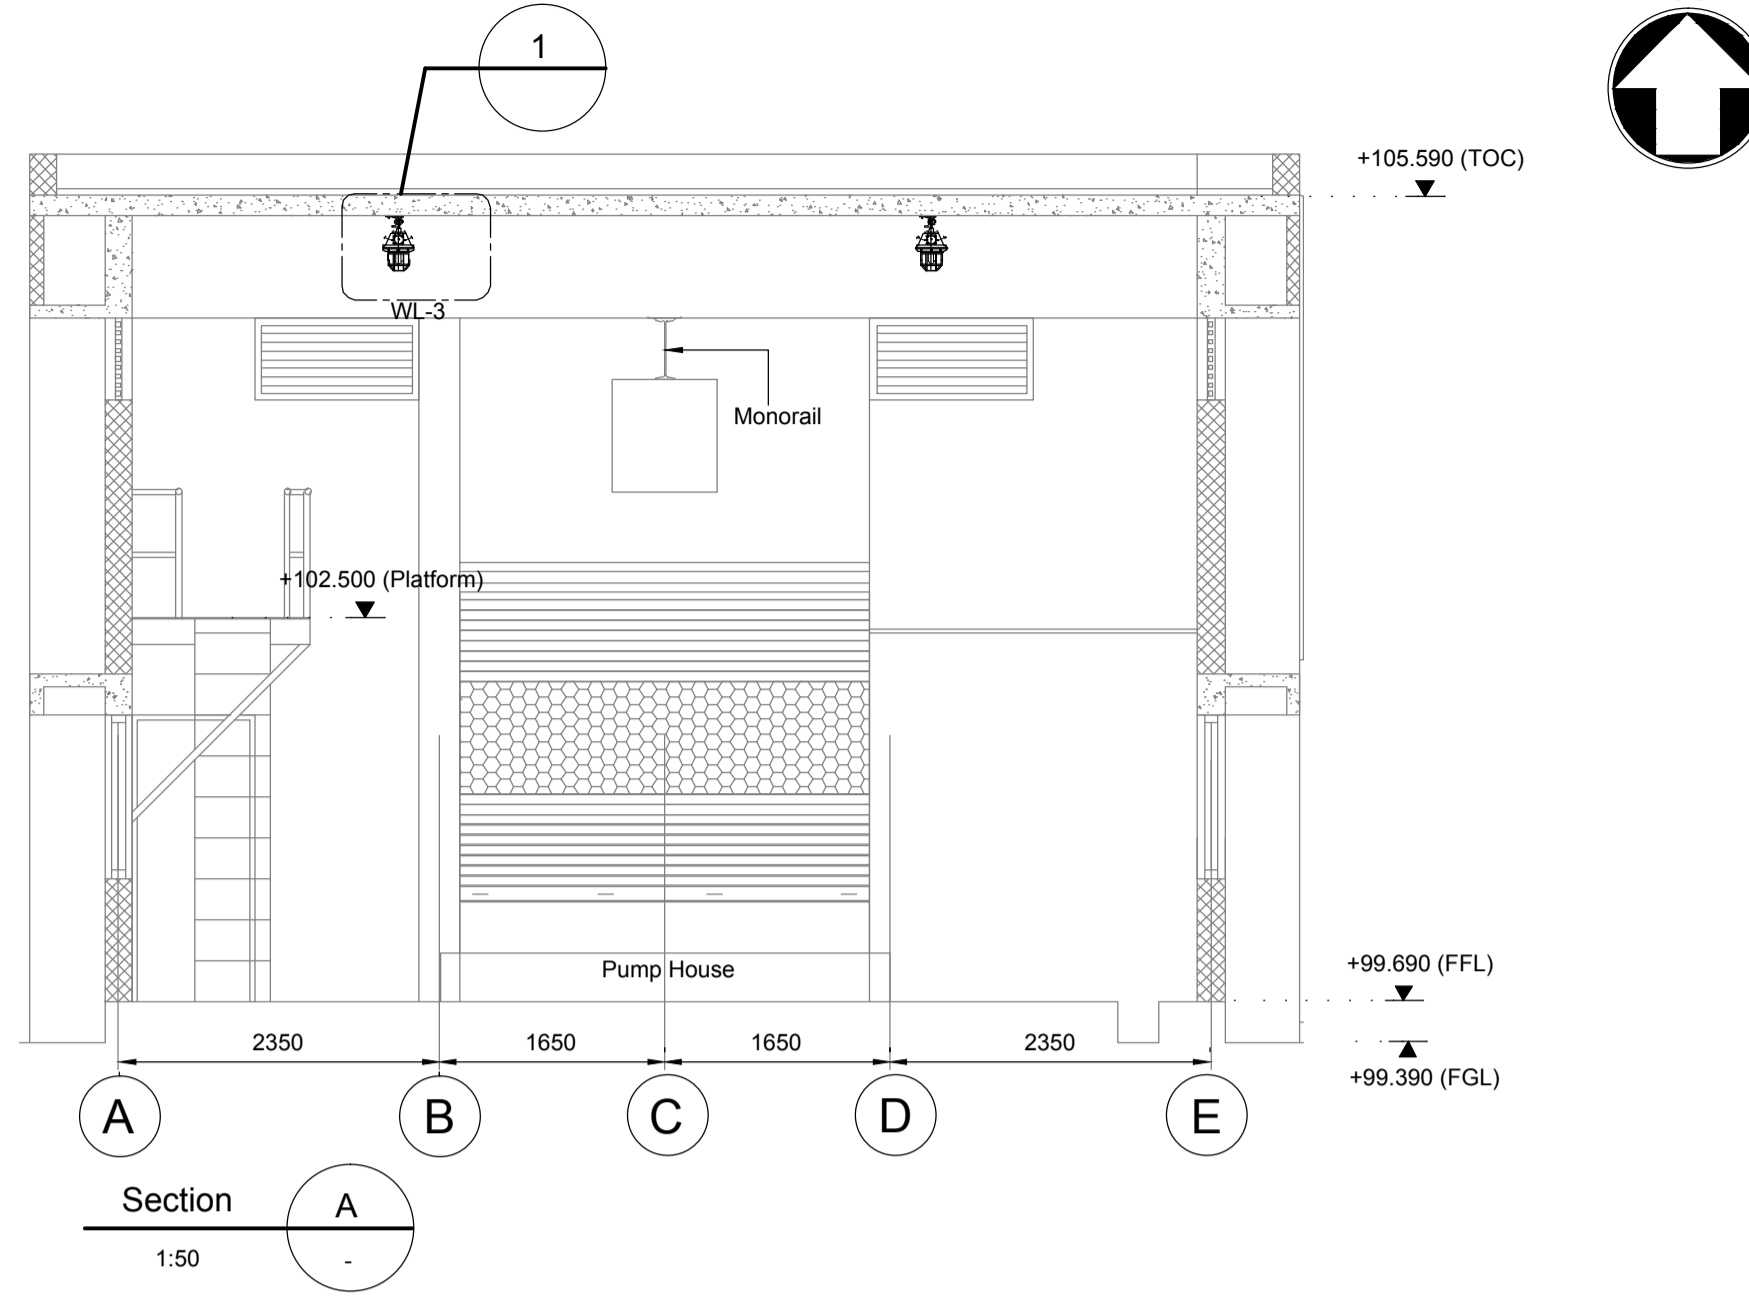 1
+105.590 (TOC)
WL-3
Monorail
+102.500 (Platform)
Pump House
+99.690 (FFL)
2350 1650 1650 2350
+99.390 (FGL)
A B C D E
Section A
1:50 -